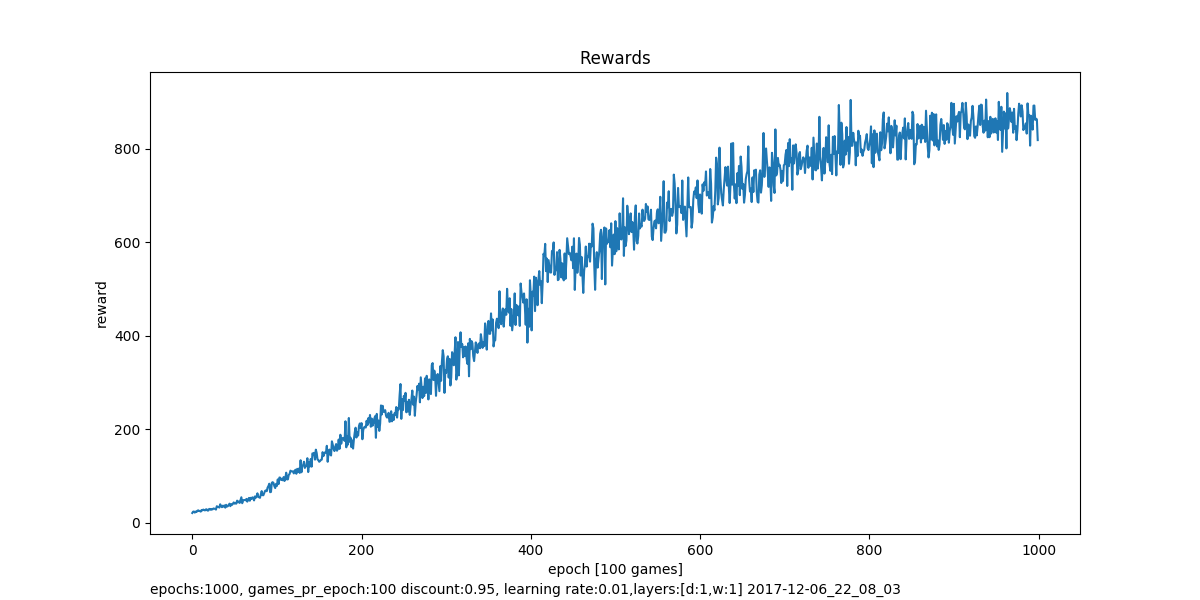 Rewards
reward
800
600
400
200
0
0 200 400 600 800 1000
epoch [100 games]
epochs:1000, games_pr_epoch:100 discount:0.95, learning rate:0.01,layers:[d:1,w:1] 2017-12-06_22_08_03